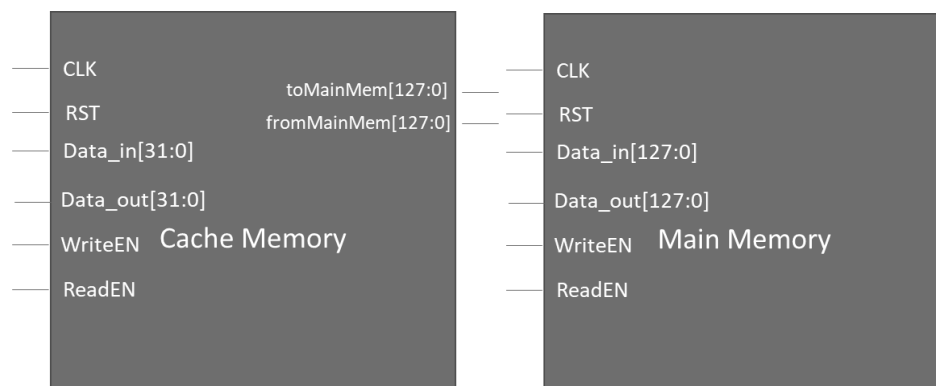 CLK
RST
Data_in[31:0]
Data_out[31:0]
WriteEN
ReadEN
toMainMem[127:0]
fromMainMem[127:0]
Cache Memory
CLK
RST
Data_in[127:0]
Data_out[127:0]
WriteEN
ReadEN
Main Memory